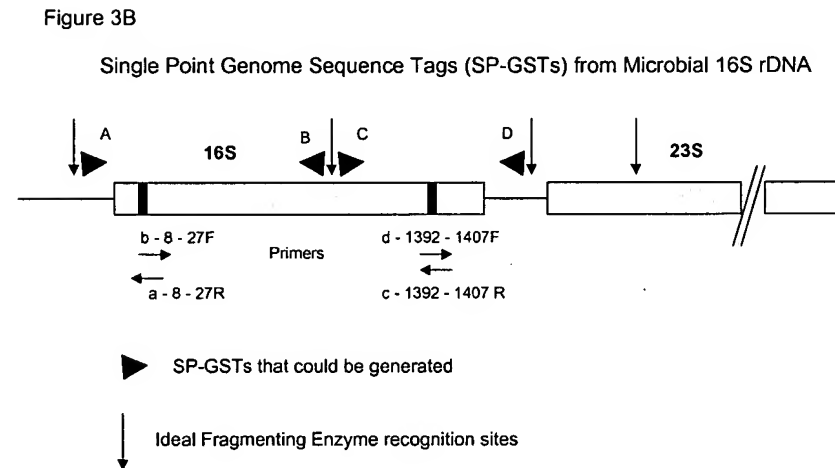 Figure 3B
Single Point Genome Sequence Tags (SP-GSTs) from Microbial 16S rDNA
A
16S
B
C
D
23S
b - 8 - 27F
Primers
d - 1392 - 1407F
a - 8 - 27R
c - 1392 - 1407 R
SP-GSTs that could be generated
Ideal Fragmenting Enzyme recognition sites